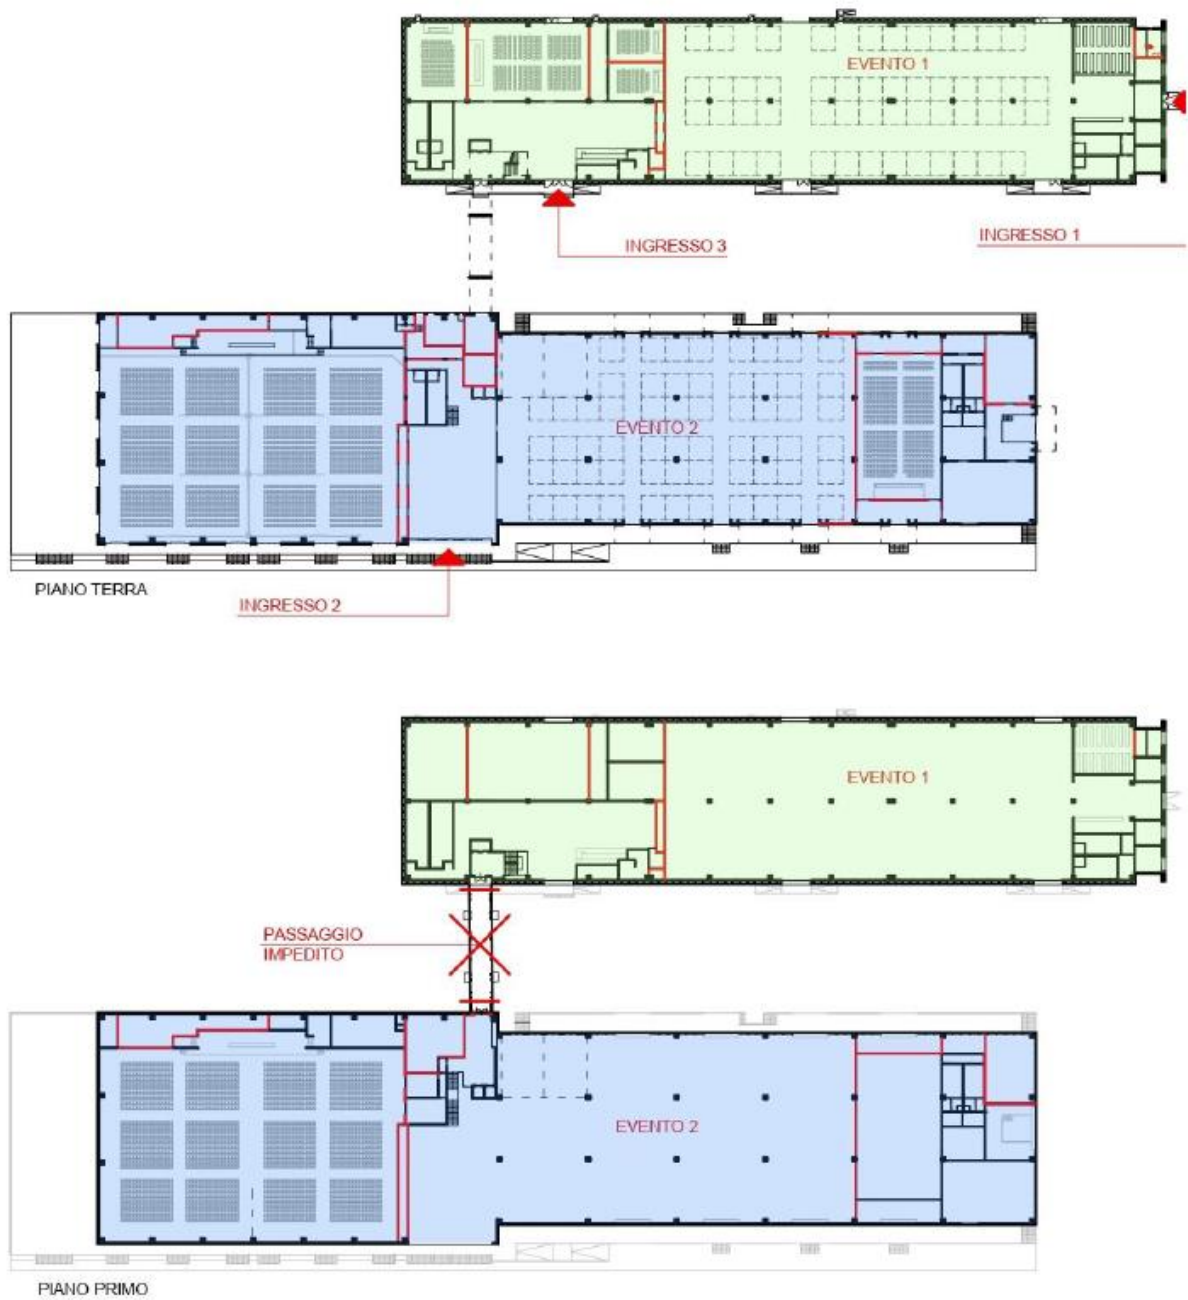 EVENTO 1
INGRESSO 3
INGRESSO 1
EVENTO 2
PIANO TERRA
INGRESSO 2
EVENTO 1
PASSAGGIO
IMPEDITO
EVENTO 2
PIANO PRIMO